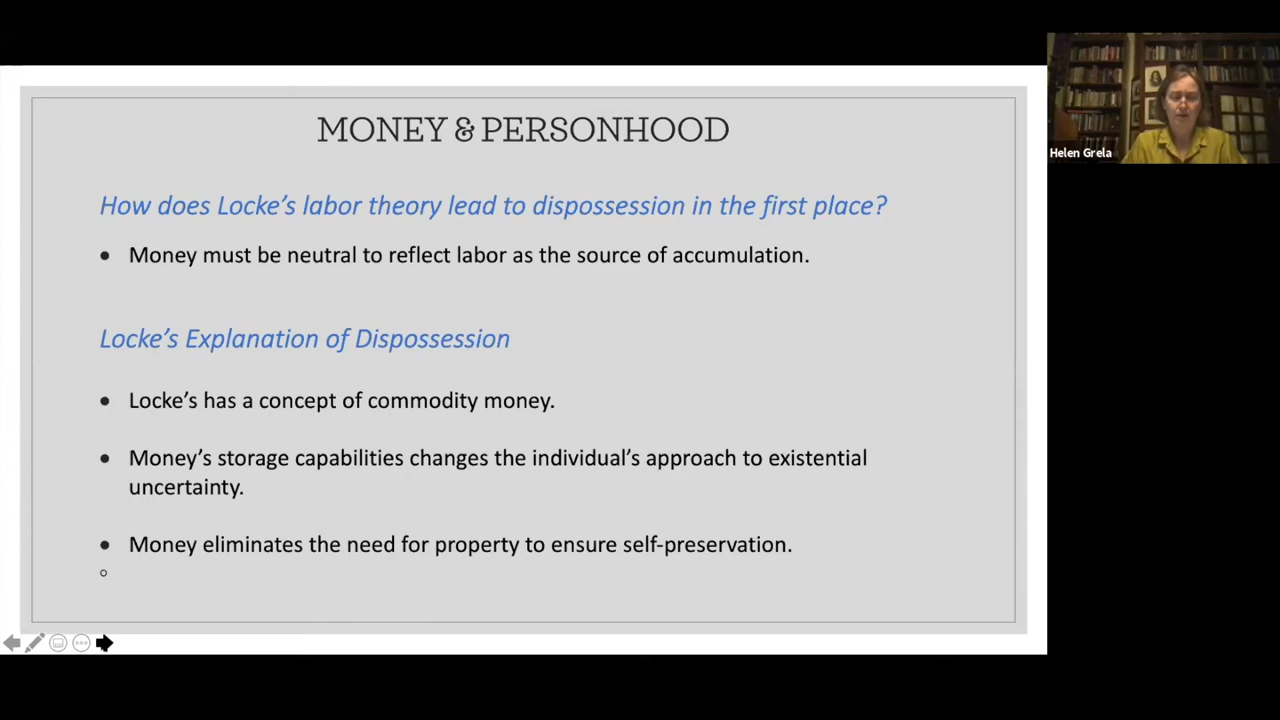 MONEY & PERSONHOOD
How does Locke's labor theory lead to dispossession in the first place?
• Money must be neutral to reflect labor as the source of accumulation.
Locke's Explanation of Dispossession
• Locke's has a concept of commodity money.
• Money's storage capabilities changes the individual's approach to existential
uncertainty.
• Money eliminates the need for property to ensure self-preservation.
Helen Grela